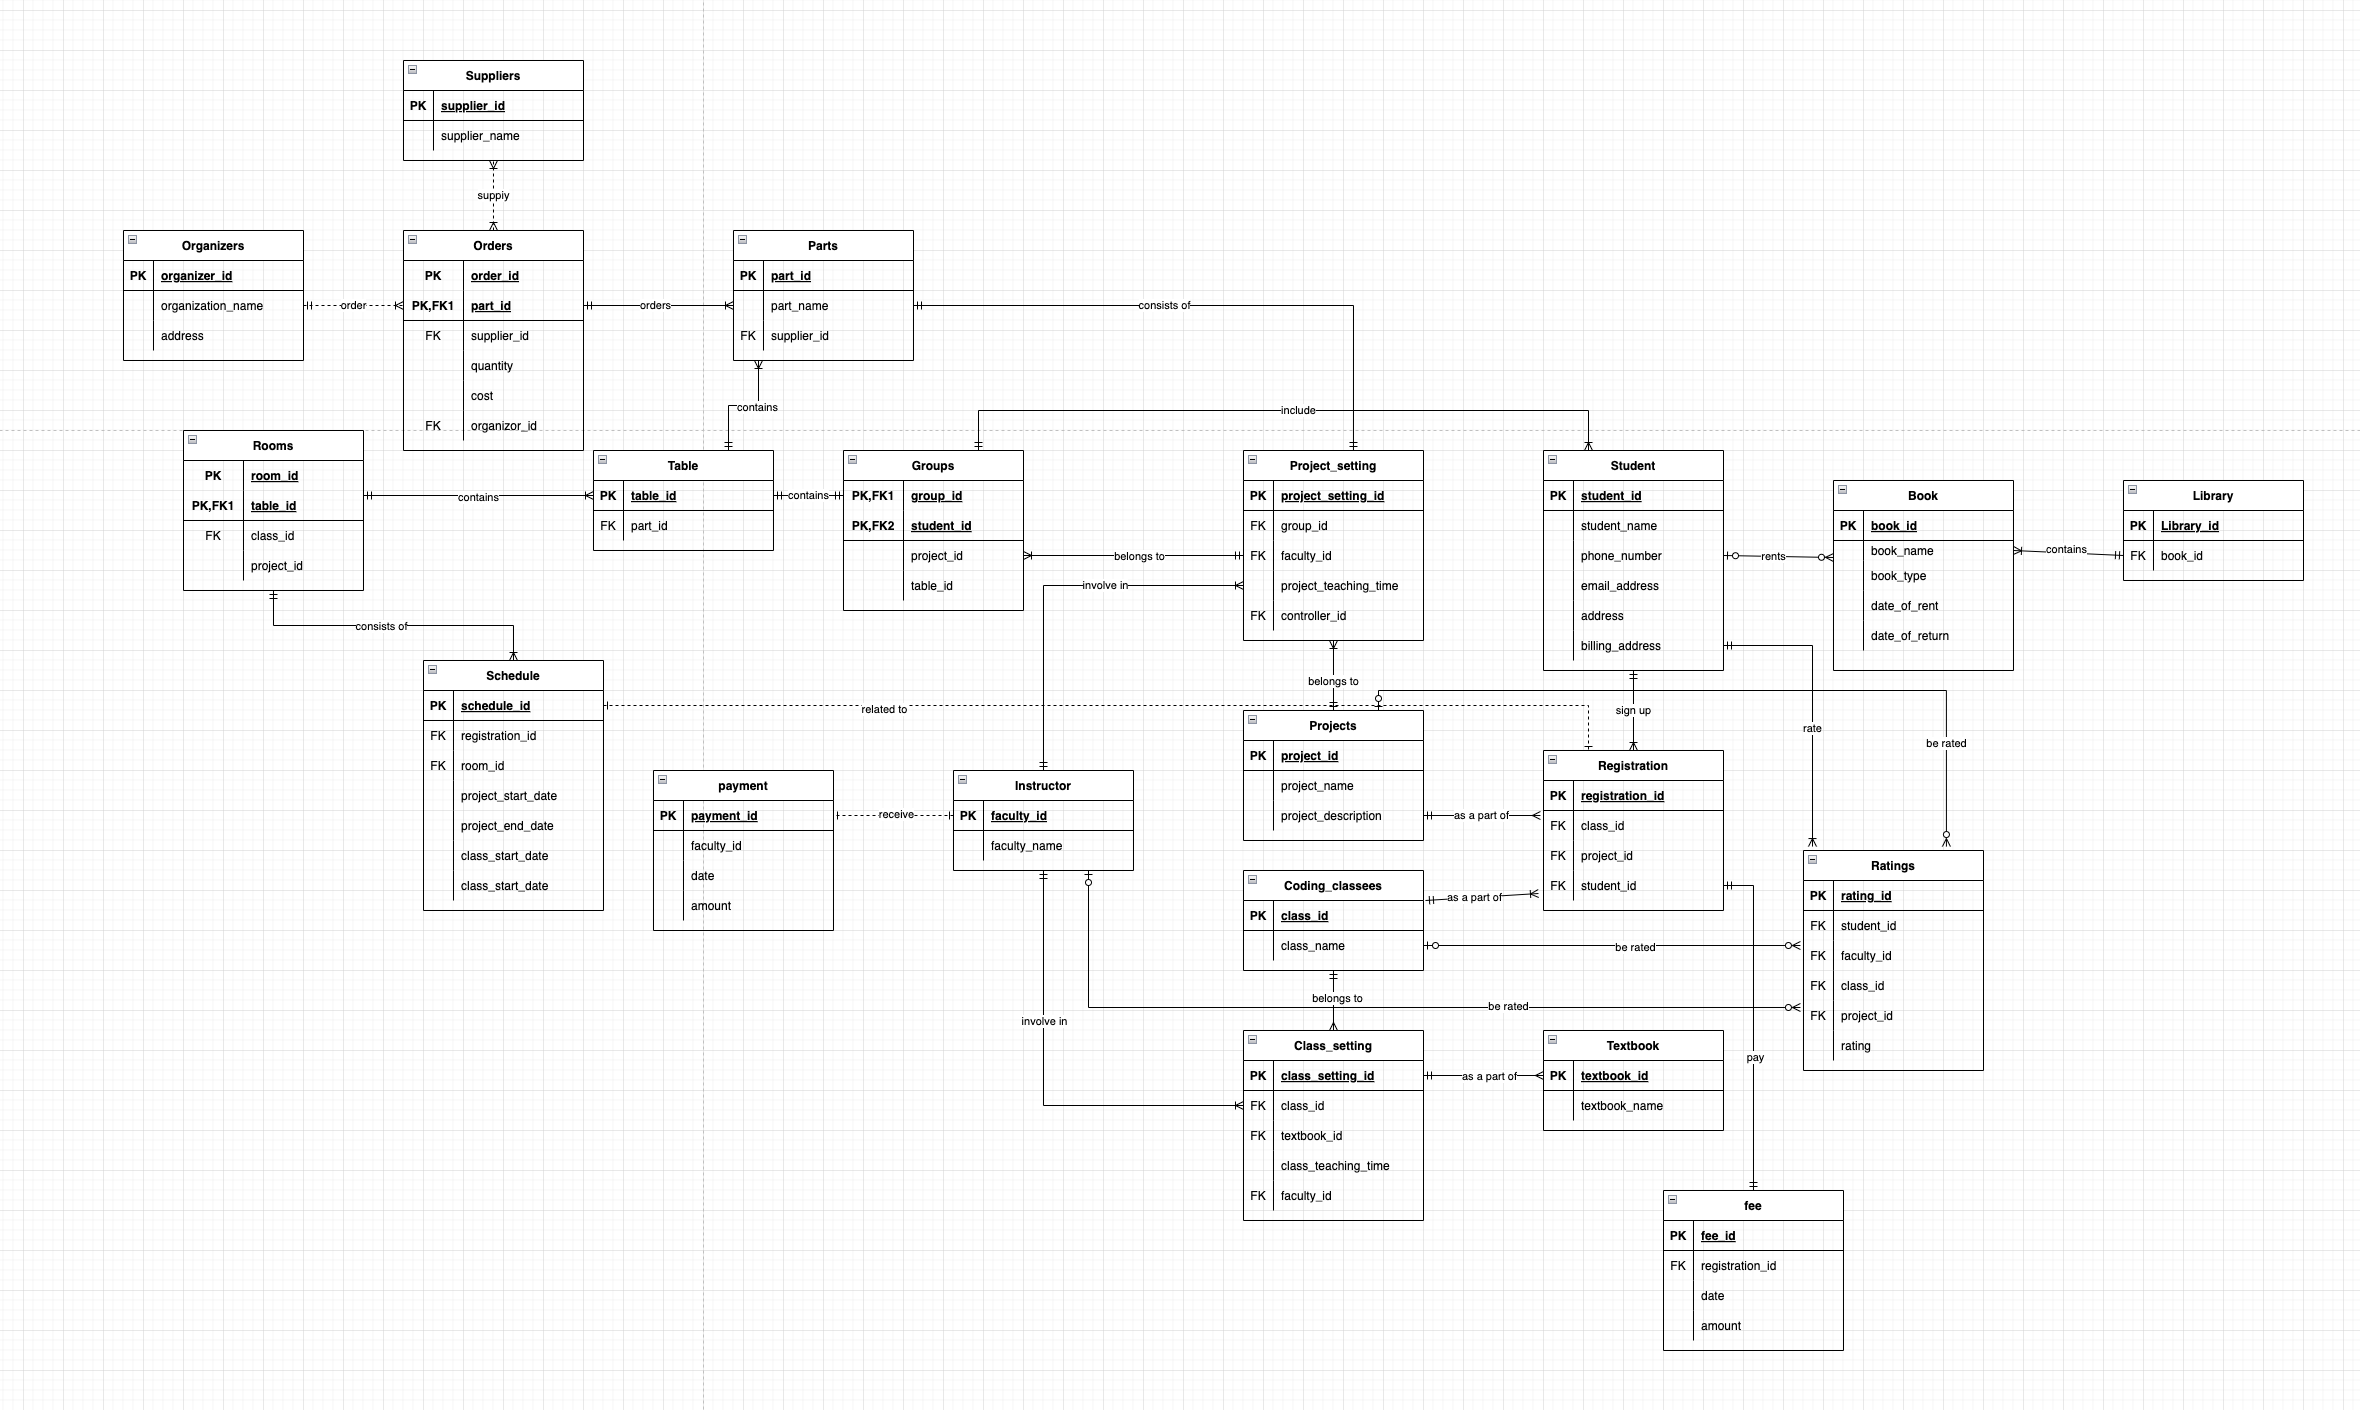 Suppliers
PK supplier_id
supplier_name
suppiy
Organizers
PK organizer_id
organization_name
address
order
Orders
PK order_id
PK,FK1 part_id
FK supplier_id
quantity
cost
FK organizor_id
orders
Parts
PK part_id
part_name
FK supplier_id
consists of
contains
include
Rooms
PK room_id
PK,FK1 table_id
FK class_id
project_id
contains
Table
PK table_id
FK part_id
contains
Groups
PK,FK1 group_id
PK,FK2 student_id
project_id
table_id
belongs to
involve in
Project_setting
PK project_setting_id
FK group_id
FK faculty_id
project_teaching_time
FK controller_id
Student
PK student_id
student_name
phone_number
email_address
address
billing_address
rents
Book
PK book_id
book_name
book_type
date_of_rent
date_of_return
contains
Library
PK Library_id
FK book_id
consists of
Schedule
PK schedule_id
FK registration_id
FK room_id
project_start_date
project_end_date
class_start_date
class_start_date
related to
belongs to
sign up
rate
be rated
payment
PK payment_id
faculty_id
date
amount
receive
Instructor
PK faculty_id
faculty_name
Projects
PK project_id
project_name
project_description
as a part of
Registration
PK registration_id
FK class_id
FK project_id
FK student_id
Coding_classees
PK class_id
class_name
as a part of
be rated
Ratings
PK rating_id
FK student_id
FK faculty_id
FK class_id
FK project_id
rating
belongs to
be rated
involve in
Class_setting
PK class_setting_id
FK class_id
FK textbook_id
class_teaching_time
FK faculty_id
as a part of
Textbook
PK textbook_id
textbook_name
pay
fee
PK fee_id
FK registration_id
date
amount